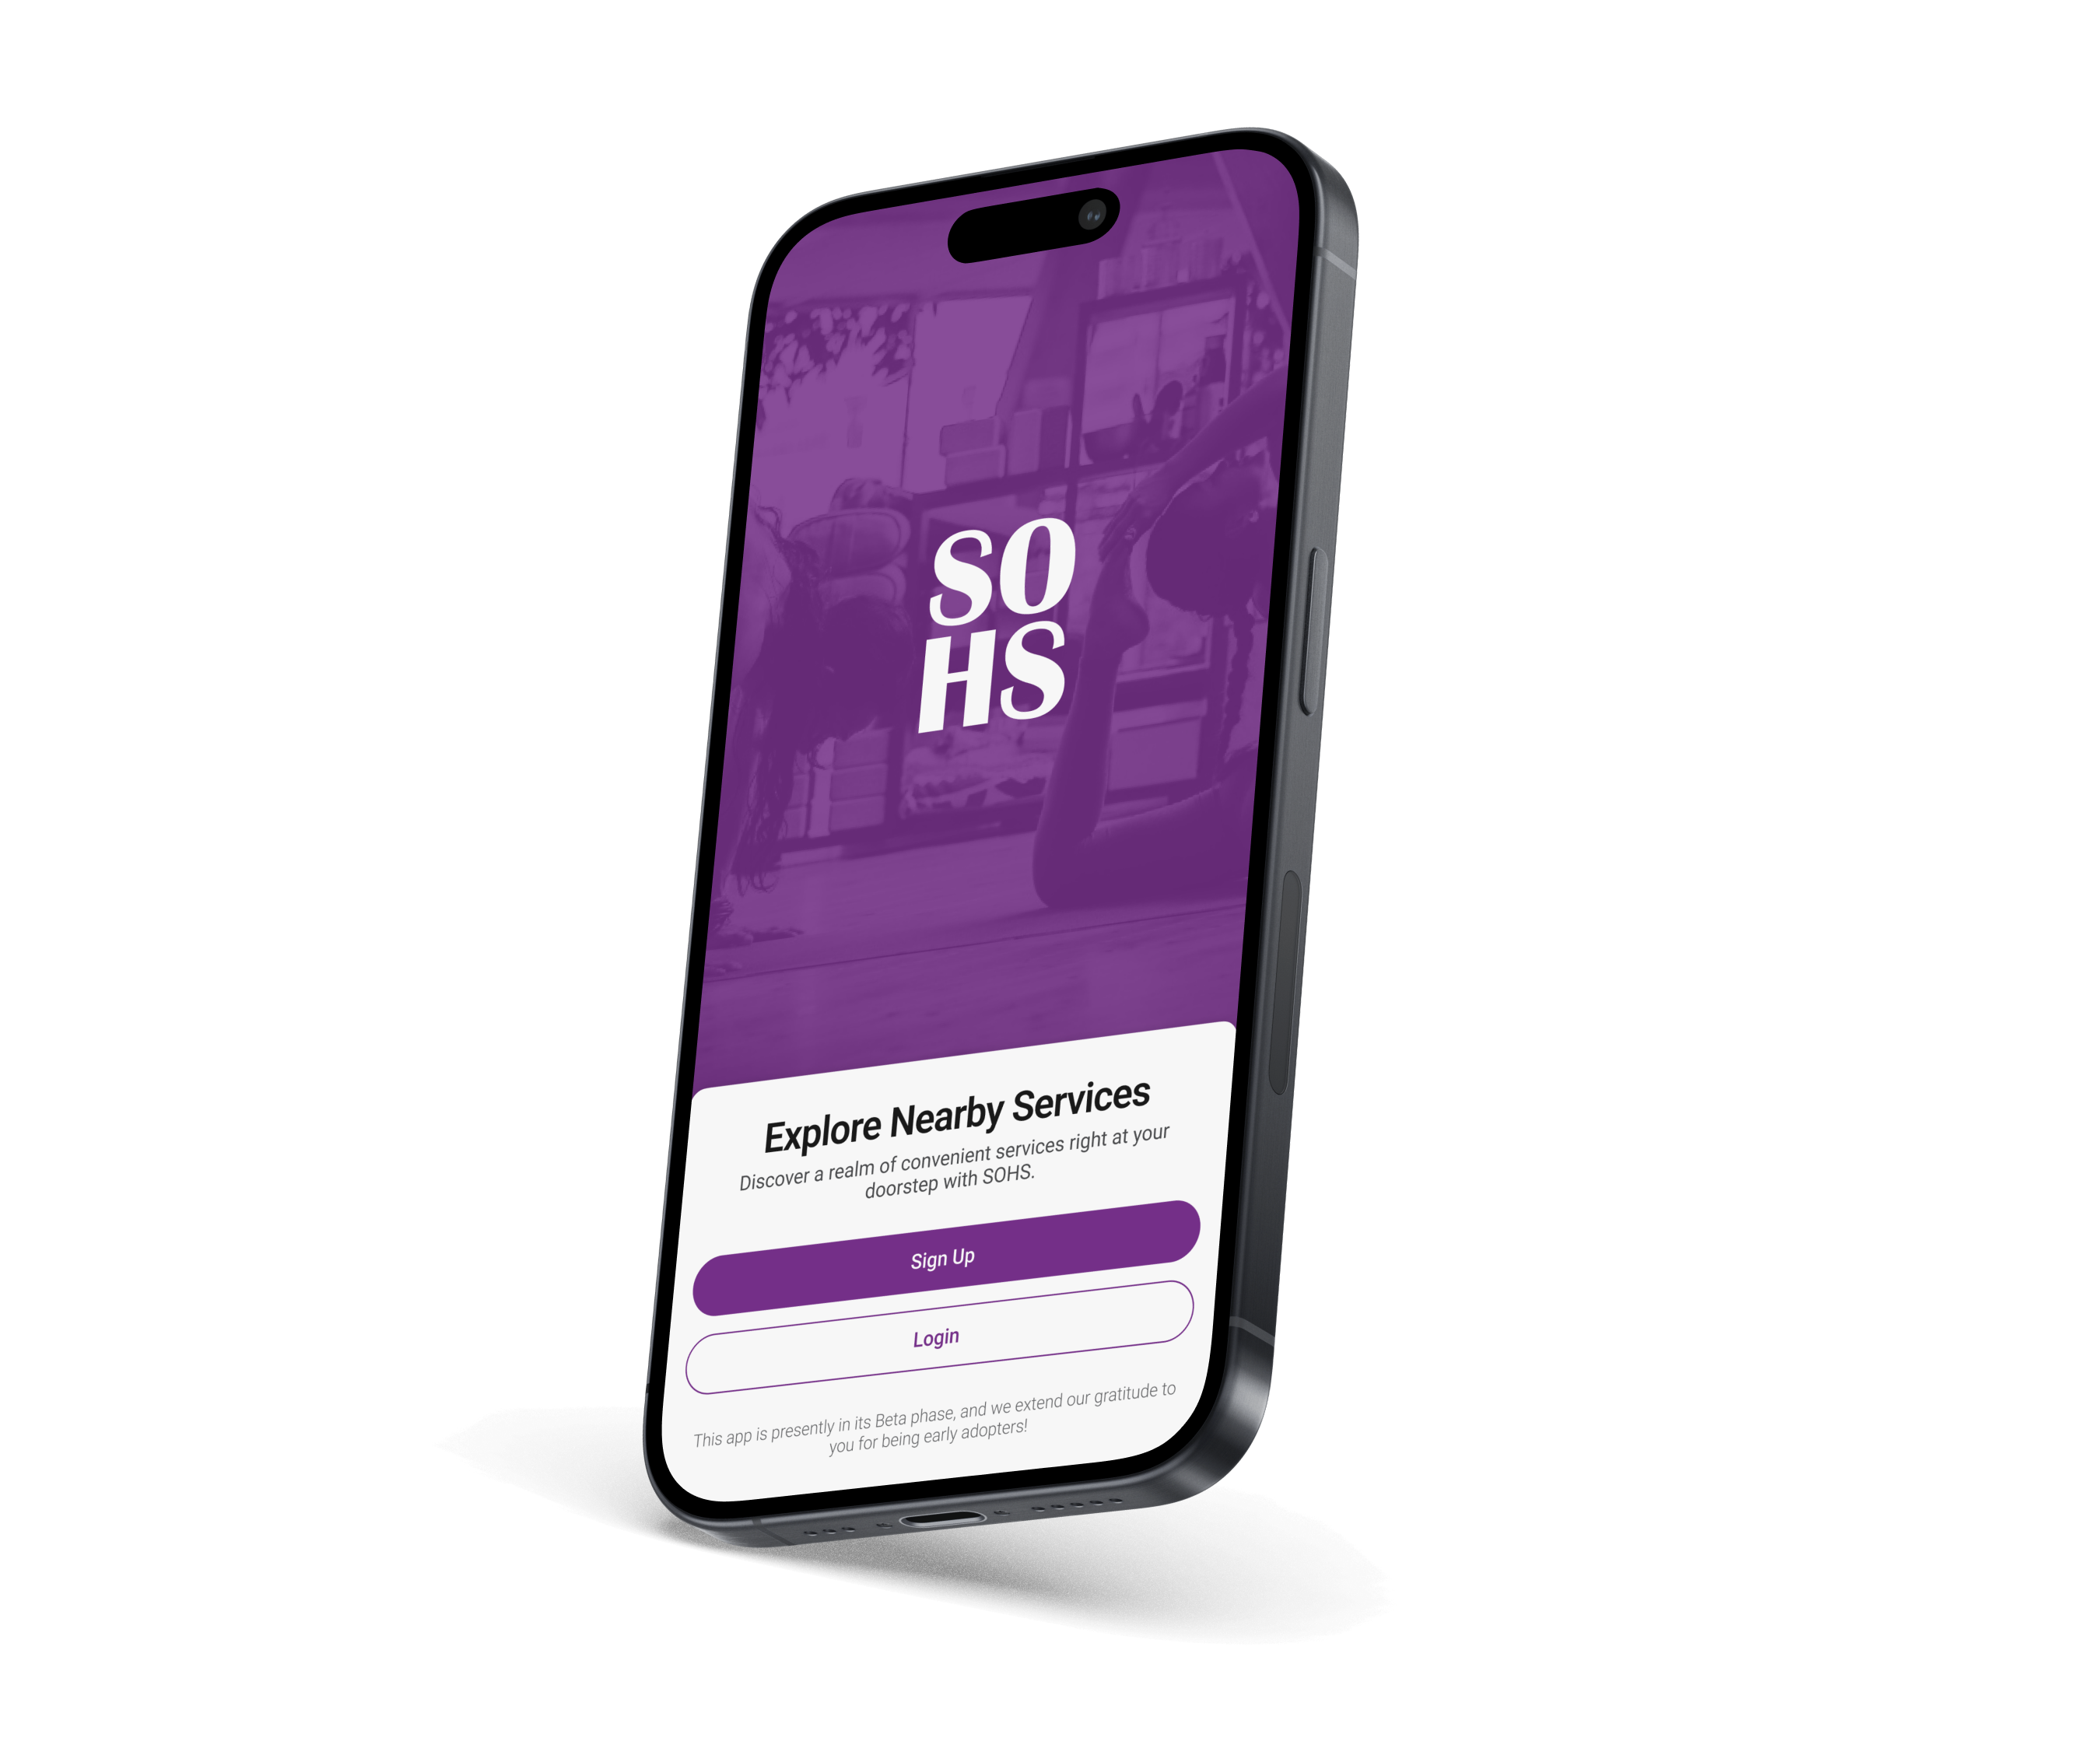 SO
HS
Explore Nearby Services
Discover a realm of convenient services right at your
doorstep with SOHS.
Sign Up
Login
This app is presently in its Beta phase, and we extend our gratitude to
you for being early adopters!